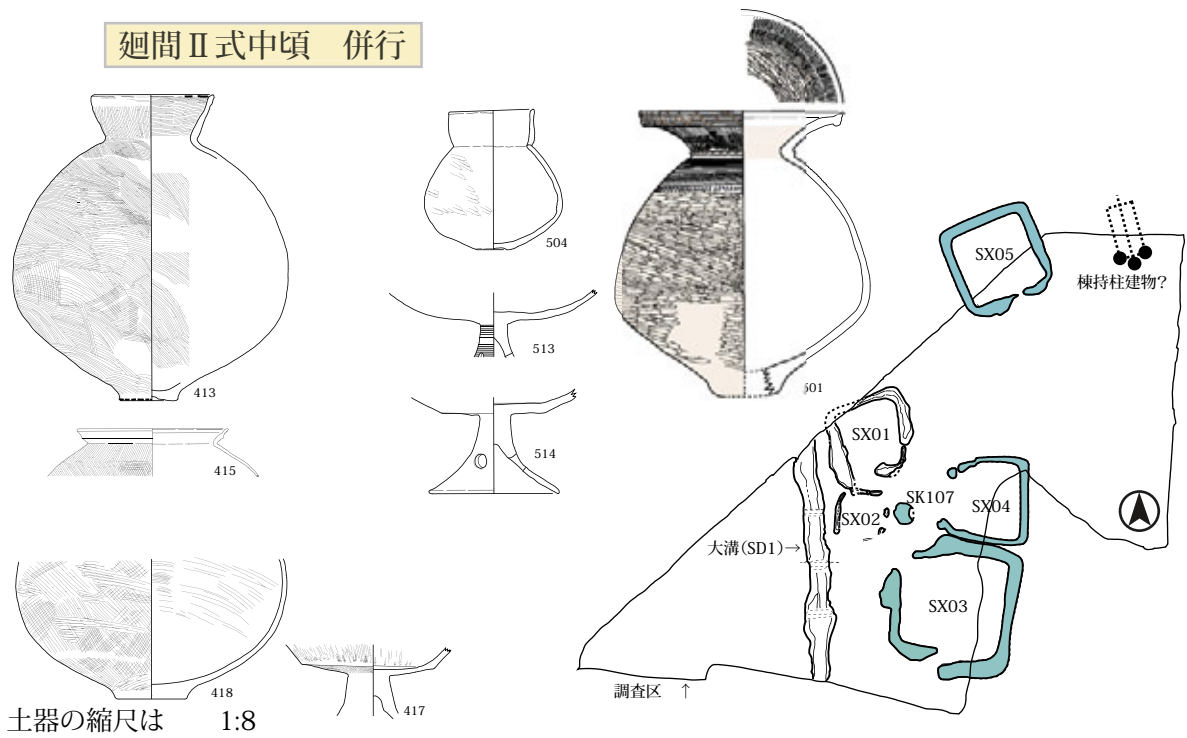 廻間Ⅱ式中頃　併行
413
415
418
417
504
513
514
501
土器の縮尺は　1:8
SX05
棟持柱建物?
SX01
SK107
SX02
SX04
大溝(SD1)→
SX03
調査区　↑